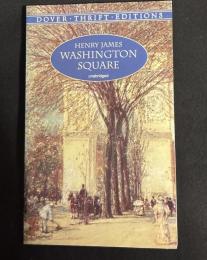 DOVER · THRIFT · EDITIONS
HENRY JAMES
WASHINGTON
SQUARE
unabridged